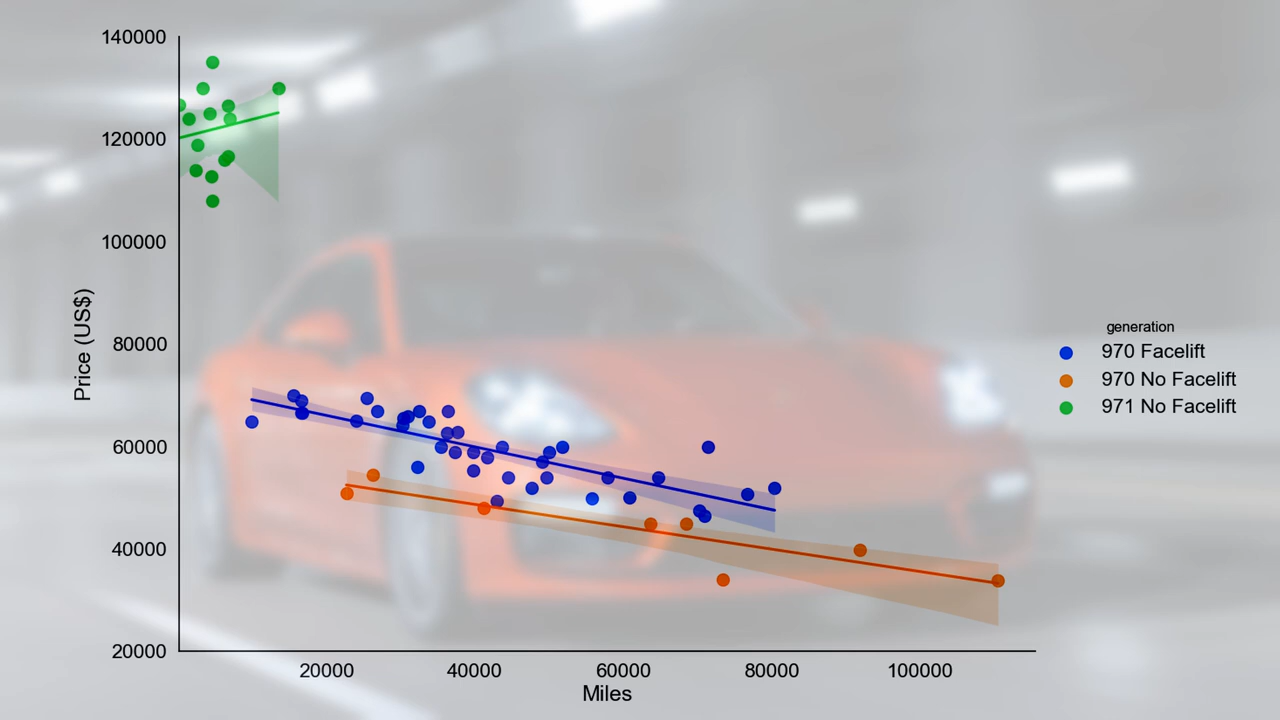 140000
120000
100000
80000
60000
40000
20000
Price (US$)
20000
40000
60000
80000
100000
Miles
generation
970 Facelift
970 No Facelift
971 No Facelift